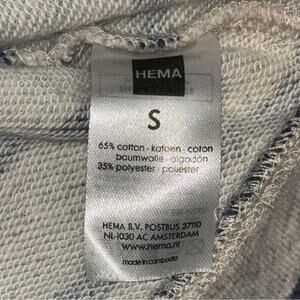 HEMA
S
65% cotton - katoen - coton
baumwolle - algodón
35% polyester - poliéster
HEMA B.V. POSTBUS 37110
NL-1030 AC AMSTERDAM
www.hema.nl
made in cambodia